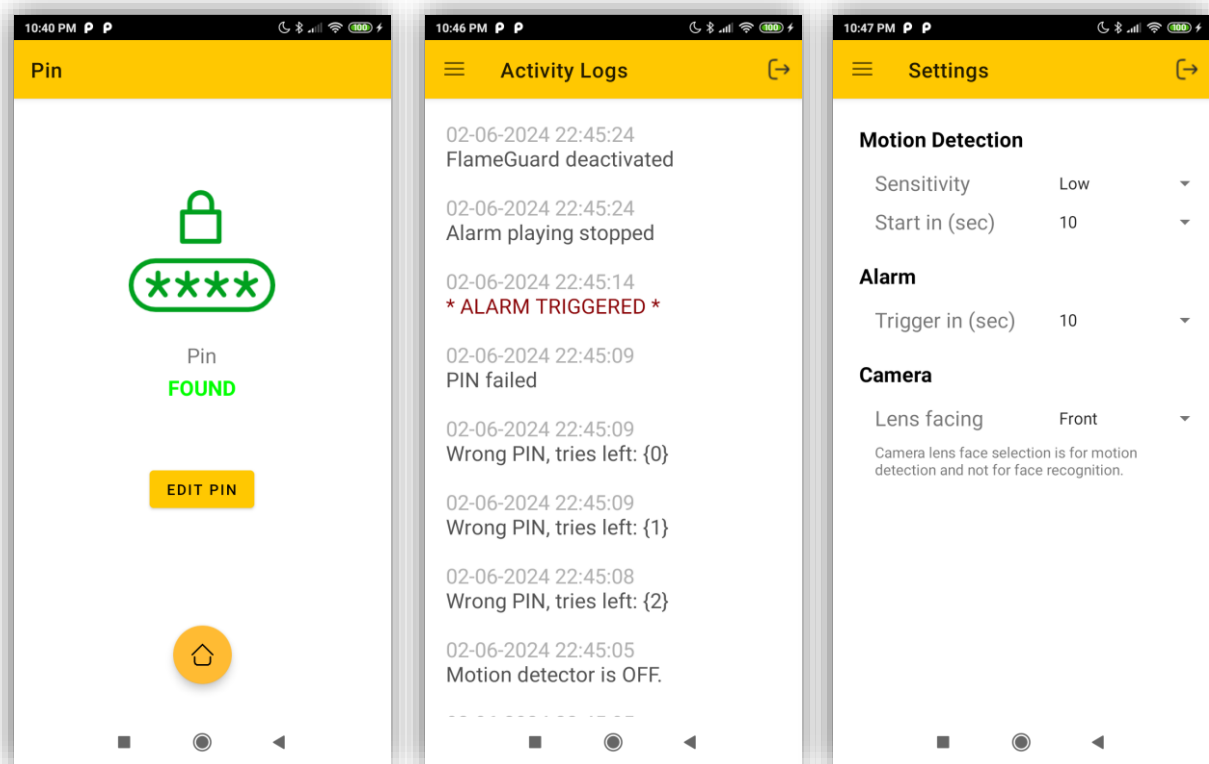 10:40 PM P P 100
Pin
****
Pin
FOUND
EDIT PIN
10:46 PM P P 100
Activity Logs
02-06-2024 22:45:24
FlameGuard deactivated
02-06-2024 22:45:24
Alarm playing stopped
02-06-2024 22:45:14
* ALARM TRIGGERED *
02-06-2024 22:45:09
PIN failed
02-06-2024 22:45:09
Wrong PIN, tries left: {0}
02-06-2024 22:45:09
Wrong PIN, tries left: {1}
02-06-2024 22:45:08
Wrong PIN, tries left: {2}
02-06-2024 22:45:05
Motion detector is OFF.
10:47 PM P P 100
Settings
Motion Detection
Sensitivity Low
Start in (sec) 10
Alarm
Trigger in (sec) 10
Camera
Lens facing Front
Camera lens face selection is for motion
detection and not for face recognition.